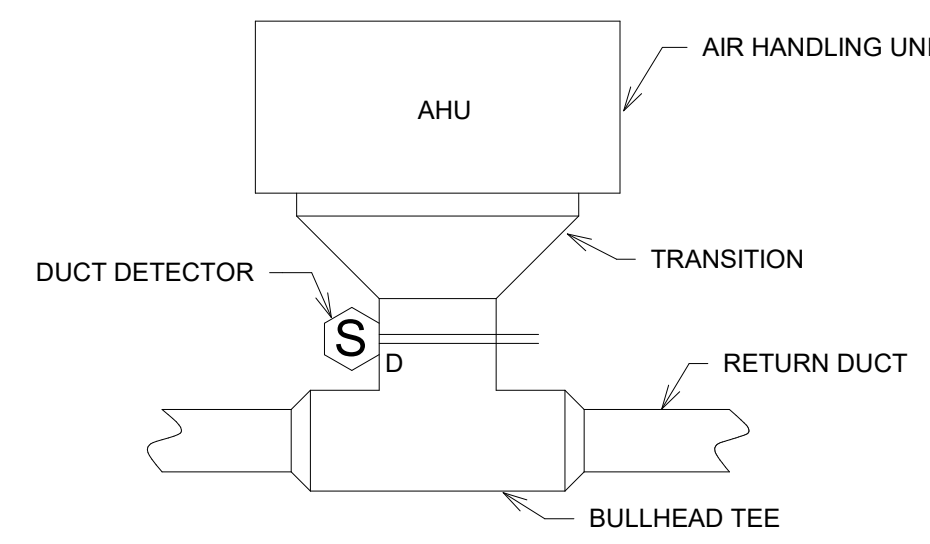 AIR HANDLING UNI
AHU
TRANSITION
DUCT DETECTOR
S
D
RETURN DUCT
BULLHEAD TEE